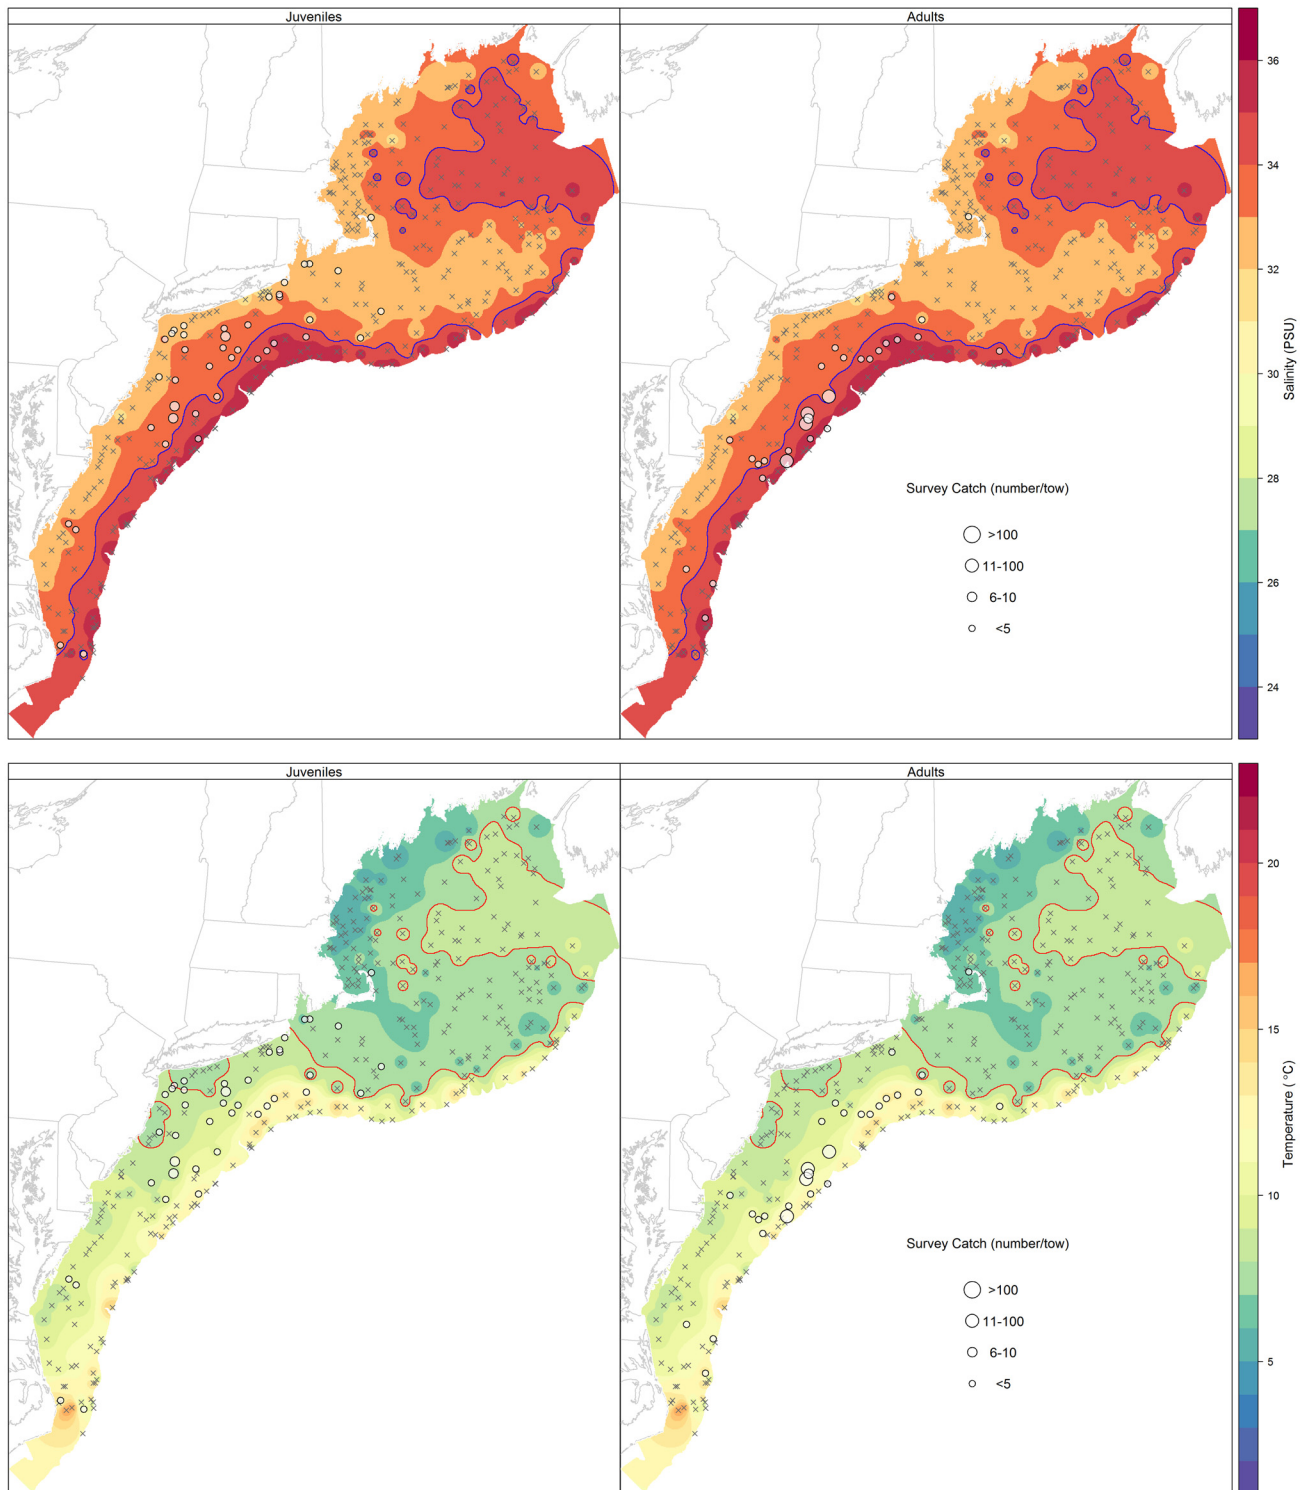 Juveniles
Adults
36
34
32
30
28
26
24
Salinity (PSU)
Survey Catch (number/tow)
>100
11-100
6-10
<5
Juveniles
Adults
20
15
10
5
Temperature (°C)
Survey Catch (number/tow)
>100
11-100
6-10
<5